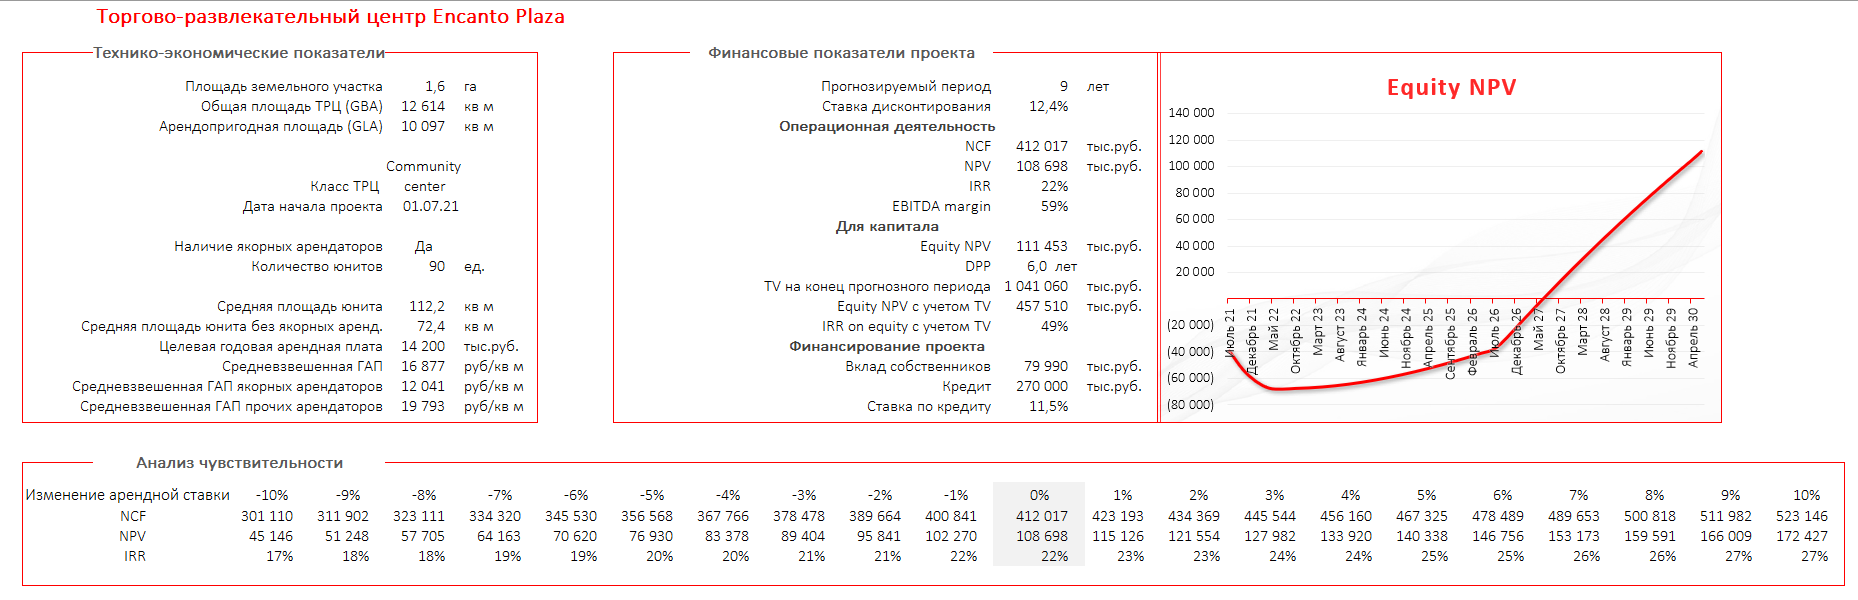 Торгово-развлекательный центр Encanto Plaza
Технико-экономические показатели
Площадь земельного участка 1,6 га
Общая площадь ТРЦ (GBA) 12 614 кв м
Арендопригодная площадь (GLA) 10 097 кв м
Community
Класс ТРЦ center
Дата начала проекта 01.07.21
Наличие якорных арендаторов Да
Количество юнитов 90 ед.
Средняя площадь юнита 112,2 кв м
Средняя площадь юнита без якорных аренд. 72,4 кв м
Целевая годовая арендная плата 14 200 тыс.руб.
Средневзвешенная ГАП 16 877 руб/кв м
Средневзвешенная ГАП якорных арендаторов 12 041 руб/кв м
Средневзвешенная ГАП прочих арендаторов 19 793 руб/кв м
Финансовые показатели проекта
Прогнозируемый период 9 лет
Ставка дисконтирования 12,4%
Операционная деятельность
NCF 412 017 тыс.руб.
NPV 108 698 тыс.руб.
IRR 22%
EBITDA margin 59%
Для капитала
Equity NPV 111 453 тыс.руб.
DPP 6,0 лет
TV на конец прогнозного периода 1 041 060 тыс.руб.
Equity NPV с учетом TV 457 510 тыс.руб.
IRR on equity с учетом TV 49%
Финансирование проекта
Вклад собственников 79 990 тыс.руб.
Кредит 270 000 тыс.руб.
Ставка по кредиту 11,5%
Equity NPV
140 000
120 000
100 000
80 000
60 000
40 000
20 000
(20 000)
(40 000)
(60 000)
(80 000)
Июль 21
Декабрь 21
Май 22
Октябрь 22
Март 23
Август 23
Январь 24
Июнь 24
Ноябрь 24
Апрель 25
Сентябрь 25
Февраль 26
Июль 26
Декабрь 26
Май 27
Октябрь 27
Март 28
Август 28
Январь 29
Июнь 29
Ноябрь 29
Апрель 30
Анализ чувствительности
Изменение арендной ставки -10% -9% -8% -7% -6% -5% -4% -3% -2% -1% 0% 1% 2% 3% 4% 5% 6% 7% 8% 9% 10%
NCF 301 110 311 902 323 111 334 320 345 530 356 568 367 766 378 478 389 664 400 841 412 017 423 193 434 369 445 544 456 160 467 325 478 489 489 653 500 818 511 982 523 146
NPV 45 146 51 248 57 705 64 163 70 620 76 930 83 378 89 404 95 841 102 270 108 698 115 126 121 554 127 982 133 920 140 338 146 756 153 173 159 591 166 009 172 427
IRR 17% 18% 18% 19% 19% 20% 20% 21% 21% 22% 22% 23% 23% 24% 24% 25% 25% 26% 26% 27% 27%